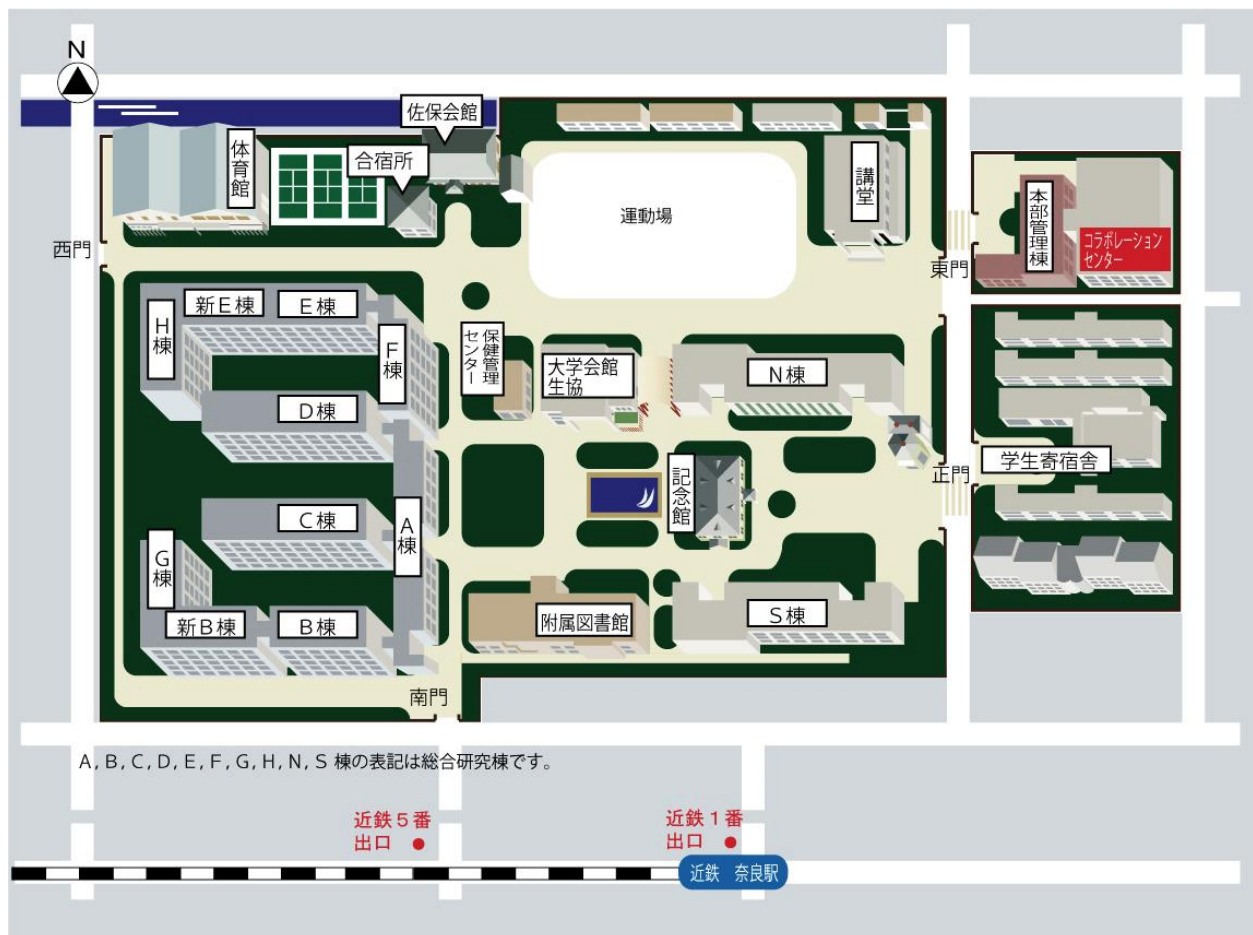 N
佐保会館
体育館
合宿所
講堂
運動場
本部管理棟
コラボレーション
センター
西門
東門
H棟
新E棟
E棟
F棟
保健管理
センター
大学会館
生協
N棟
D棟
学生寄宿舎
正門
記念館
C棟
A棟
G棟
新B棟
B棟
附属図書館
S棟
南門
A, B, C, D, E, F, G, H, N, S 棟の表記は総合研究棟です。
近鉄5番
出口
近鉄1番
出口
近鉄 奈良駅